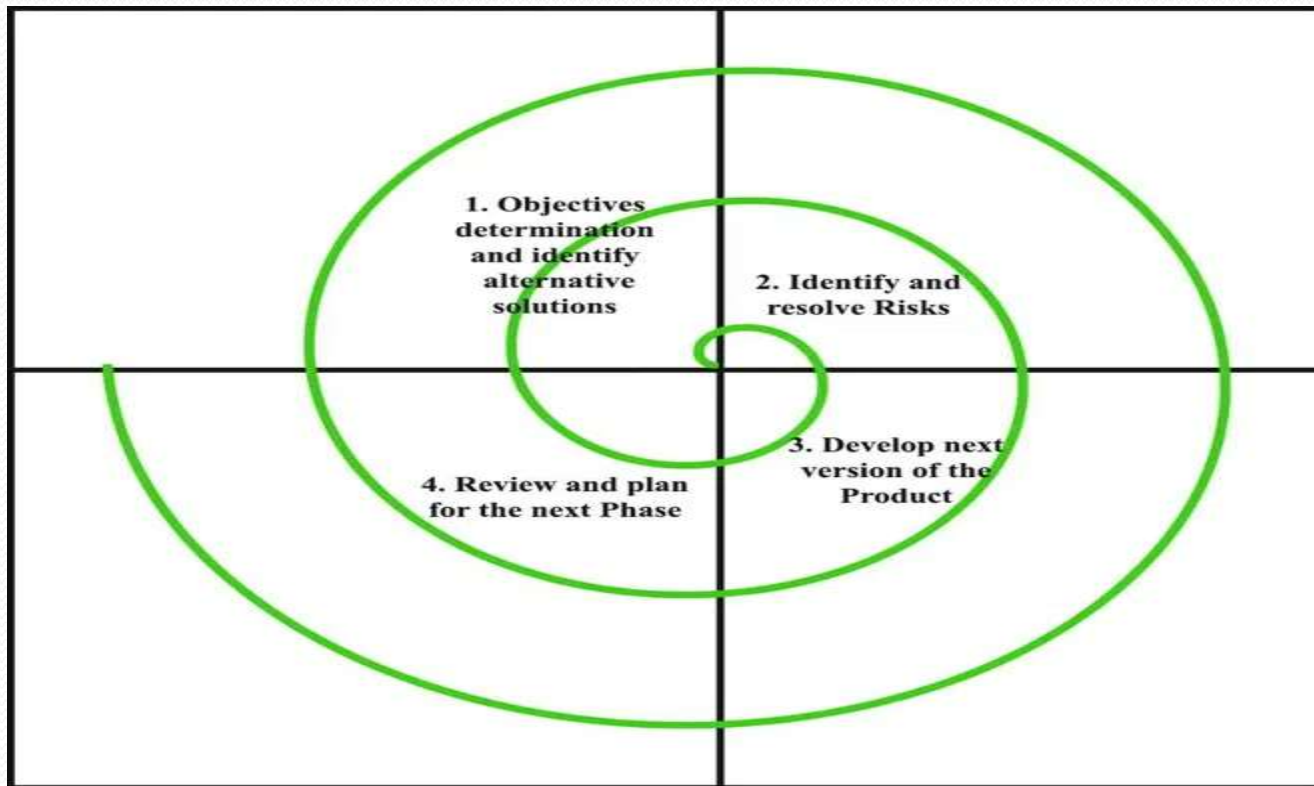 1. Objectives
determination
and identify
alternative
solutions
2. Identify and
resolve Risks
3. Develop next
version of the
Product
4. Review and plan
for the next Phase